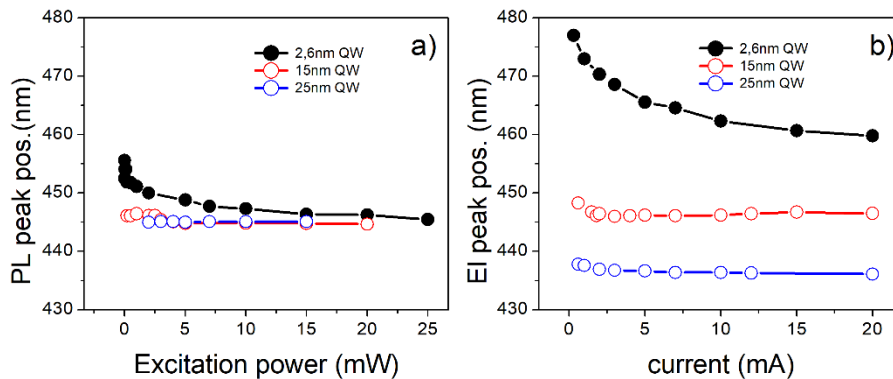 a)
2,6nm QW
15nm QW
25nm QW
PL peak pos.(nm)
480
470
460
450
440
430
0 5 10 15 20 25
Excitation power (mW)
b)
2,6nm QW
15nm QW
25nm QW
El peak pos. (nm)
480
470
460
450
440
430
0 5 10 15 20
current (mA)